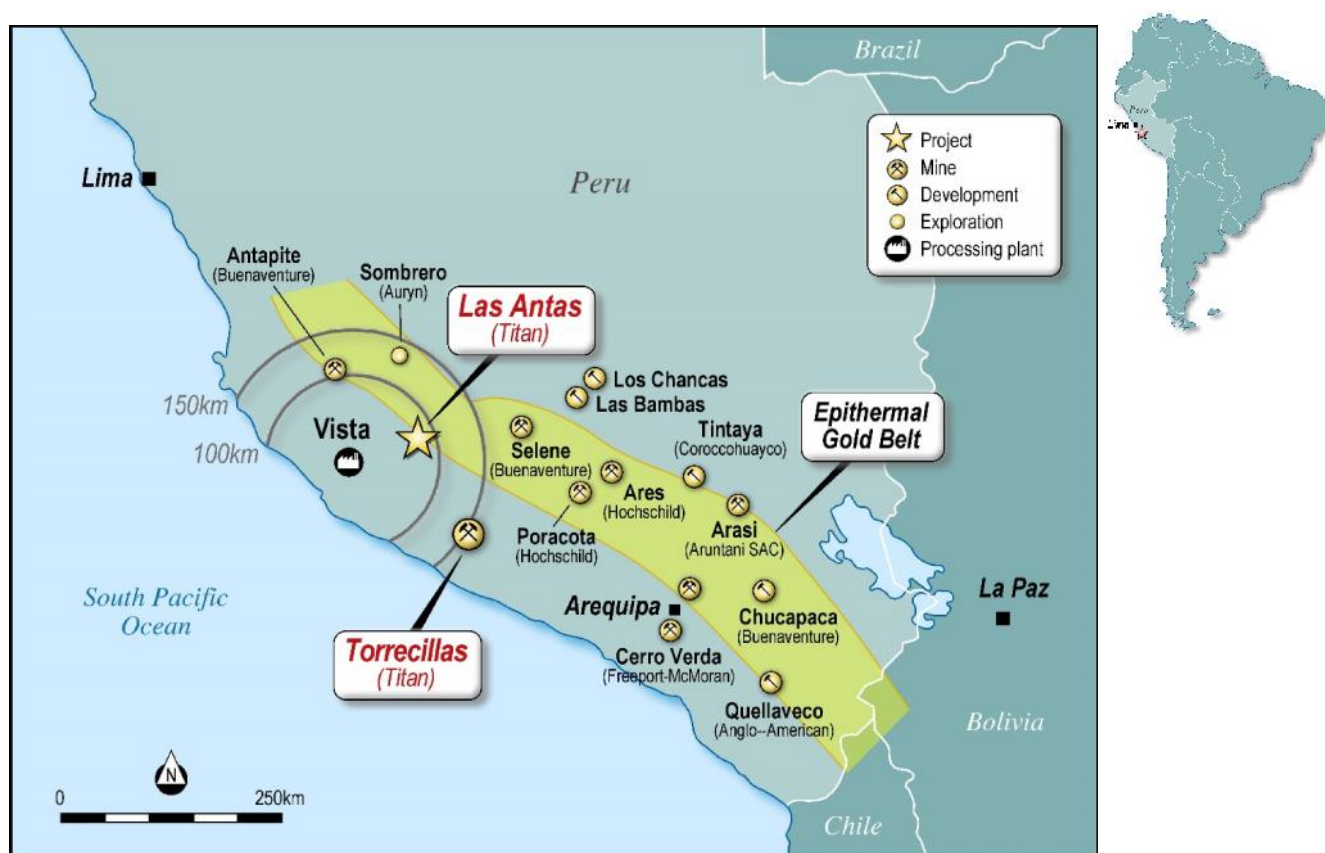 Brazil
Project
Mine
Development
Exploration
Processing plant
Peru
Lima
Lima
Peru
Antapite
(Buenaventure)
Sombrero
(Auryn)
Las Antas
(Titan)
150km
100km
Vista
Los Chancas
Las Bambas
Tintaya
(Coroccohuayco)
Epithermal
Gold Belt
Selene
(Buenaventure)
Ares
(Hochschild)
Poracota
(Hochschild)
Arasi
(Aruntani SAC)
South Pacific
Ocean
Arequipa
La Paz
Chucapaca
(Buenaventure)
Torrecillas
(Titan)
Cerro Verda
(Freeport-McMoran)
Quellaveco
(Anglo--American)
Bolivia
N
0
250km
Chile